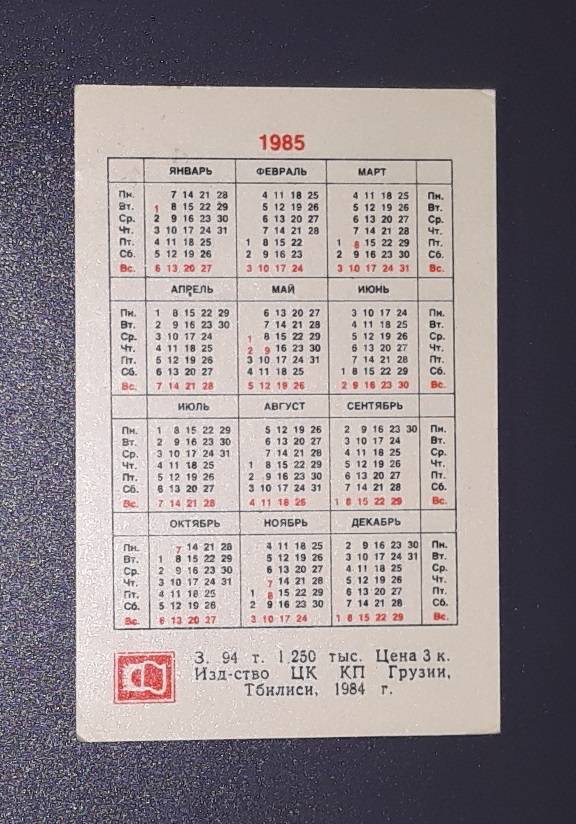 1985
ЯНВАРЬ ФЕВРАЛЬ МАРТ
Пн. 7 14 21 28 4 11 18 25 4 11 18 25 Пн.
Вт. 1 8 15 22 29 5 12 19 26 5 12 19 26 Вт.
Ср. 2 9 16 23 30 6 13 20 27 6 13 20 27 Ср.
Чт. 3 10 17 24 31 7 14 21 28 7 14 21 28 Чт.
Пт. 4 11 18 25 1 8 15 22 1 8 15 22 29 Пт.
Сб. 5 12 19 26 2 9 16 23 2 9 16 23 30 Сб.
Вс. 6 13 20 27 3 10 17 24 3 10 17 24 31 Вс.
АПРЕЛЬ МАЙ ИЮНЬ
Пн. 1 8 15 22 29 6 13 20 27 3 10 17 24 Пн.
Вт. 2 9 16 23 30 7 14 21 28 4 11 18 25 Вт.
Ср. 3 10 17 24 1 8 15 22 29 5 12 19 26 Ср.
Чт. 4 11 18 25 2 9 16 23 30 6 13 20 27 Чт.
Пт. 5 12 19 26 3 10 17 24 31 7 14 21 28 Пт.
Сб. 6 13 20 27 4 11 18 25 1 8 15 22 29 Сб.
Вс. 7 14 21 28 5 12 19 26 2 9 16 23 30 Вс.
ИЮЛЬ АВГУСТ СЕНТЯБРЬ
Пн. 1 8 15 22 29 5 12 19 26 2 9 16 23 30 Пн.
Вт. 2 9 16 23 30 6 13 20 27 3 10 17 24 Вт.
Ср. 3 10 17 24 31 7 14 21 28 4 11 18 25 Ср.
Чт. 4 11 18 25 1 8 15 22 29 5 12 19 26 Чт.
Пт. 5 12 19 26 2 9 16 23 30 6 13 20 27 Пт.
Сб. 6 13 20 27 3 10 17 24 31 7 14 21 28 Сб.
Вс. 7 14 21 28 4 11 18 25 1 8 15 22 29 Вс.
ОКТЯБРЬ НОЯБРЬ ДЕКАБРЬ
Пн. 7 14 21 28 4 11 18 25 2 9 16 23 30 Пн.
Вт. 1 8 15 22 29 5 12 19 26 3 10 17 24 31 Вт.
Ср. 2 9 16 23 30 6 13 20 27 4 11 18 25 Ср.
Чт. 3 10 17 24 31 7 14 21 28 5 12 19 26 Чт.
Пт. 4 11 18 25 1 8 15 22 29 6 13 20 27 Пт.
Сб. 5 12 19 26 2 9 16 23 30 7 14 21 28 Сб.
Вс. 6 13 20 27 3 10 17 24 1 8 15 22 29 Вс.
З. 94 т. 1.250 тыс. Цена 3 к.
Изд-ство ЦК КП Грузии,
Тбилиси, 1984 г.